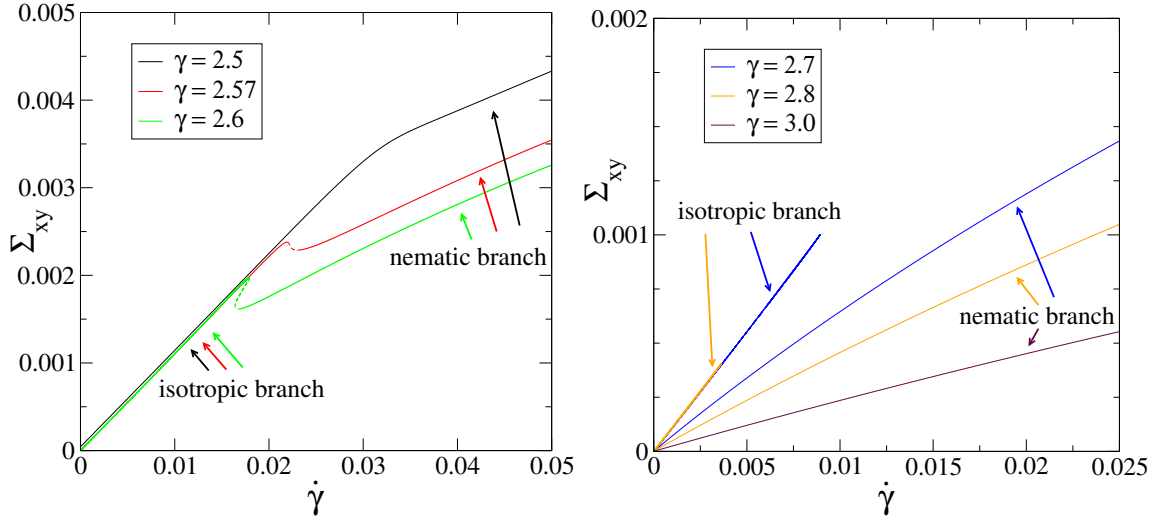 0.005
0.004
0.003
0.002
0.001
0
Σxy
γ = 2.5
γ = 2.57
γ = 2.6
nematic branch
isotropic branch
0 0.01 0.02 0.03 0.04 0.05
γ̇
0.002
0.001
0
Σxy
γ = 2.7
γ = 2.8
γ = 3.0
isotropic branch
nematic branch
0 0.005 0.01 0.015 0.02 0.025
γ̇